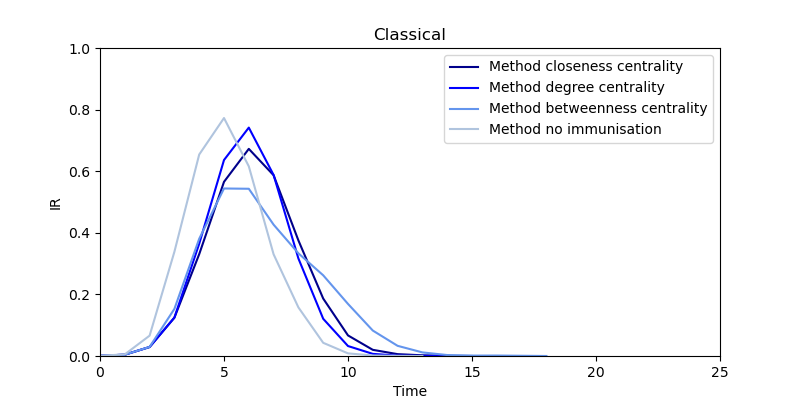 Classical
Method closeness centrality
Method degree centrality
Method betweenness centrality
Method no immunisation
IR
1.0
0.8
0.6
0.4
0.2
0.0
0 5 10 15 20 25
Time